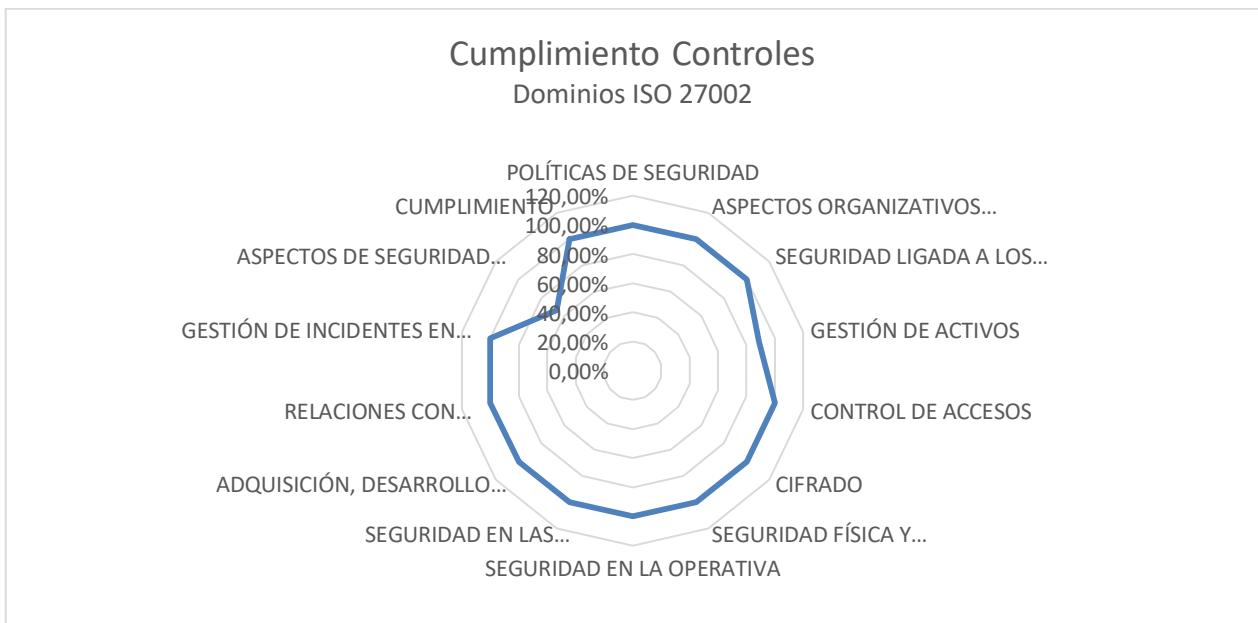 Cumplimiento Controles
Dominios ISO 27002
POLÍTICAS DE SEGURIDAD
120,00%
CUMPLIMIENTO
ASPECTOS ORGANIZATIVOS...
100,00%
ASPECTOS DE SEGURIDAD...
80,00%
SEGURIDAD LIGADA A LOS...
60,00%
40,00%
GESTIÓN DE INCIDENTES EN...
GESTIÓN DE ACTIVOS
20,00%
0,00%
RELACIONES CON...
CONTROL DE ACCESOS
ADQUISICIÓN, DESARROLLO...
CIFRADO
SEGURIDAD EN LAS...
SEGURIDAD FÍSICA Y...
SEGURIDAD EN LA OPERATIVA